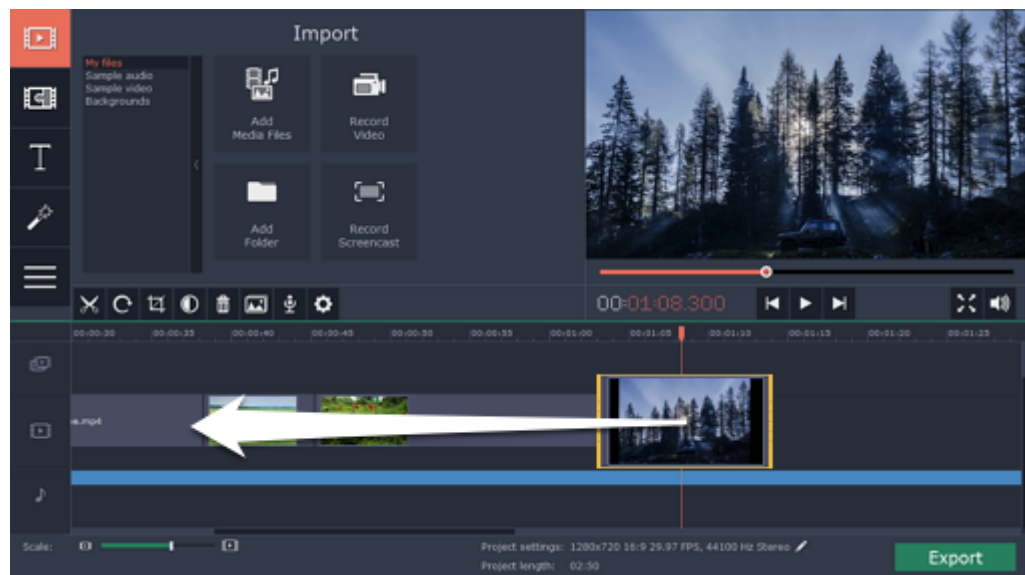 Import
My files
Sample audio
Sample video
Backgrounds
Add
Media Files
Record
Video
Add
Folder
Record
Screencast
T
00:01:08.300
00:00:30 00:00:35 00:00:40 00:00:45 00:00:50 00:00:55 00:01:00 00:01:05 00:01:10 00:01:15 00:01:20 00:01:25
.mp4
Scale:
Project settings: 1280x720 16:9 29.97 FPS, 44100 Hz Stereo
Project length: 02:50
Export